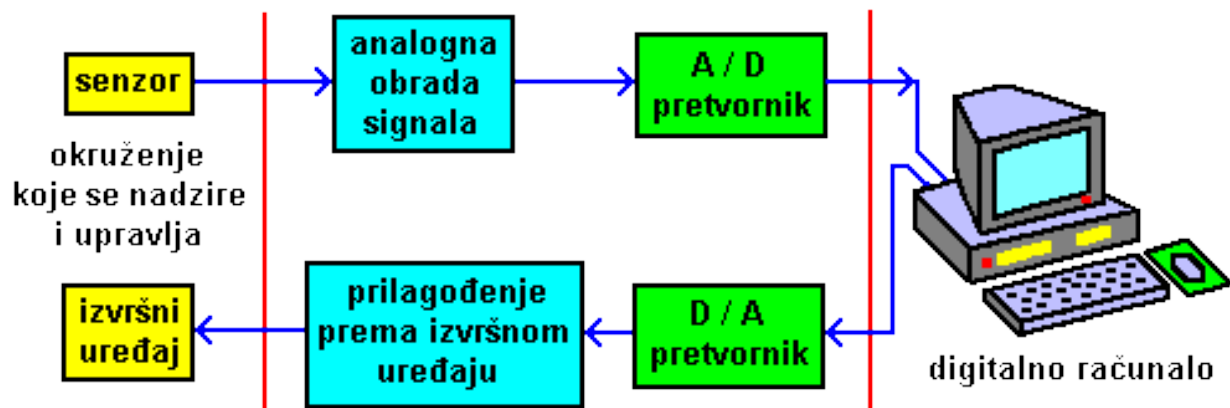 senzor
analogna
obrada
signala
A / D
pretvornik
okruženje
koje se nadzire
i upravlja
izvršni
uređaj
prilagođenje
prema izvršnom
uređaju
D / A
pretvornik
digitalno računalo